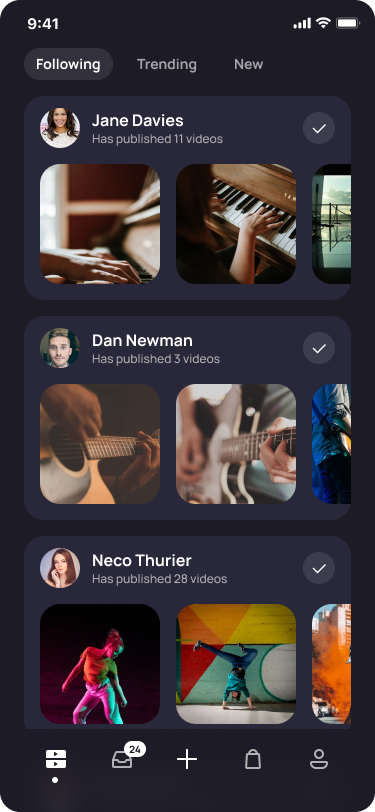 9:41
Following
Trending
New
Jane Davies
Has published 11 videos
Dan Newman
Has published 3 videos
Neco Thurier
Has published 28 videos
24